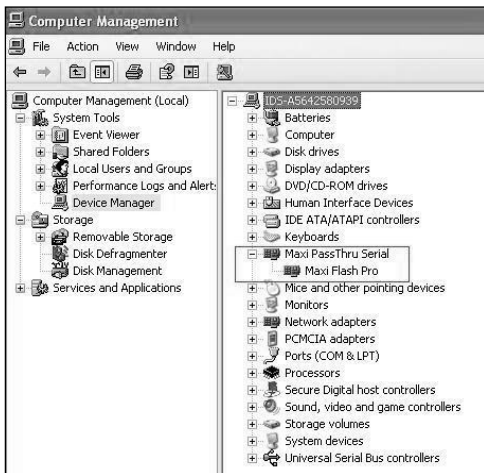 Computer Management
File Action View Window Help
Computer Management (Local)
System Tools
Event Viewer
Shared Folders
Local Users and Groups
Performance Logs and Alert:
Device Manager
Storage
Removable Storage
Disk Defragmenter
Disk Management
Services and Applications
IDS-A5642580939
Batteries
Computer
Disk drives
Display adapters
DVD/CD-ROM drives
Human Interface Devices
IDE ATA/ATAPI controllers
Keyboards
Maxi PassThru Serial
Maxi Flash Pro
Mice and other pointing devices
Monitors
Network adapters
PCMCIA adapters
Ports (COM & LPT)
Processors
Secure Digital host controllers
Sound, video and game controllers
Storage volumes
System devices
Universal Serial Bus controllers